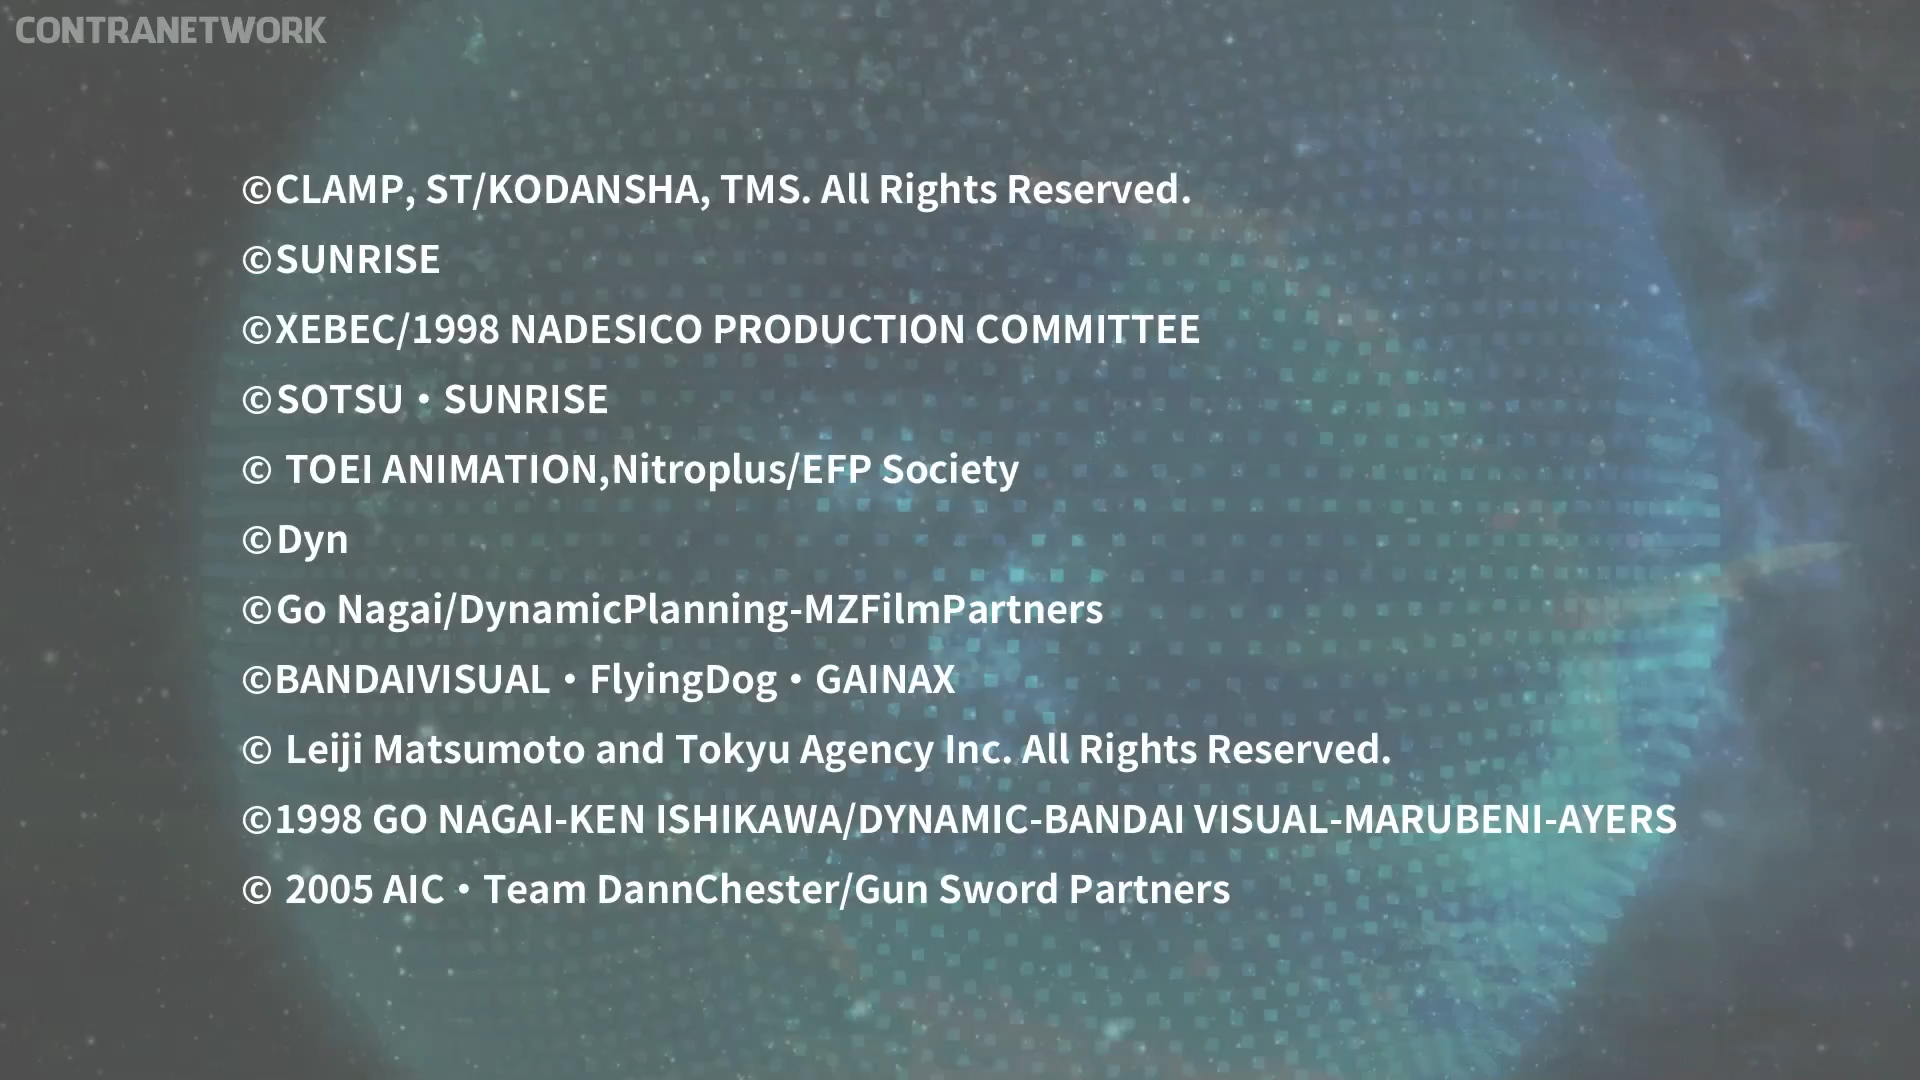 CONTRANETWORK
©CLAMP, ST/KODANSHA, TMS. All Rights Reserved.
©SUNRISE
©XEBEC/1998 NADESICO PRODUCTION COMMITTEE
©SOTSU・SUNRISE
© TOEI ANIMATION,Nitroplus/EFP Society
©Dyn
©Go Nagai/DynamicPlanning-MZFilmPartners
©BANDAIVISUAL・FlyingDog・GAINAX
© Leiji Matsumoto and Tokyu Agency Inc. All Rights Reserved.
©1998 GO NAGAI-KEN ISHIKAWA/DYNAMIC-BANDAI VISUAL-MARUBENI-AYERS
© 2005 AIC・Team DannChester/Gun Sword Partners